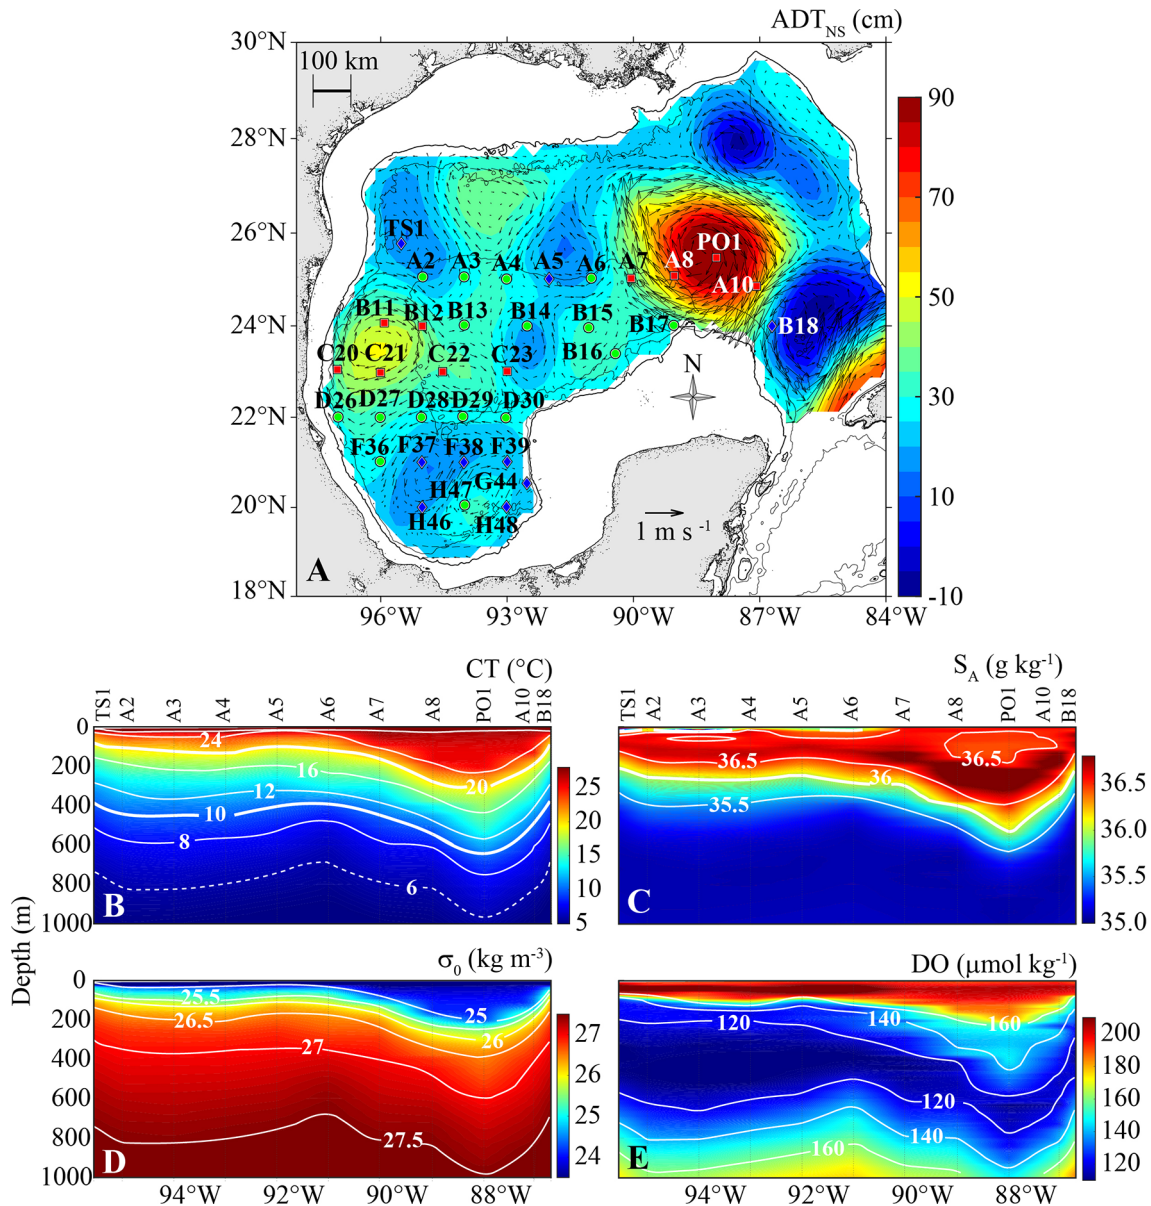 ADT_NS (cm)
30°N
100 km
90
28°N
70
26°N
TS1
PO1
A2 A3 A4 A5 A6 A7 A8
A10
50
B11 B12 B13 B14 B15 B17 B18
24°N
B16
C20 C21 C22 C23
N
30
D26 D27 D28 D29 D30
22°N
F36 F37 F38 F39
H47 G44
10
20°N
H46 H48
1 m s⁻¹
A
18°N
-10
96°W 93°W 90°W 87°W 84°W
CT (°C)
TS1 A2 A3 A4 A5 A6 A7 A8 PO1 A10 B18
0
24
200
16
20
12
400
10
8
600
800
6
1000
B
25
20
15
10
5
S_A (g kg⁻¹)
TS1 A2 A3 A4 A5 A6 A7 A8 PO1 A10 B18
36.5 36.5
36
35.5
C
36.5
36.0
35.5
35.0
Depth (m)
σ₀ (kg m⁻³)
0
25.5
25
200
26.5
26
27
400
600
800
27.5
1000
D
27
26
25
24
94°W 92°W 90°W 88°W
DO (μmol kg⁻¹)
120 140 160
120
140
160
E
200
180
160
140
120
94°W 92°W 90°W 88°W